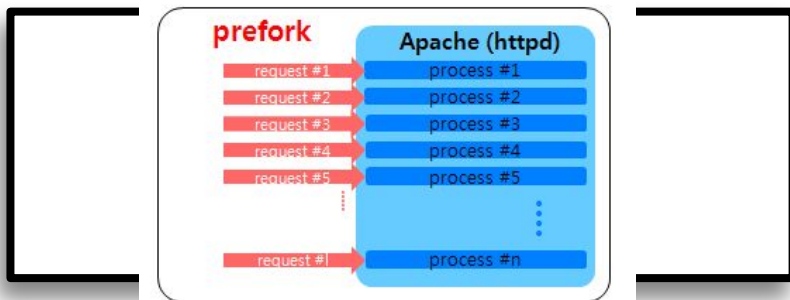 prefork
Apache (httpd)
request #1 process #1
request #2 process #2
request #3 process #3
request #4 process #4
request #5 process #5
request # process #n